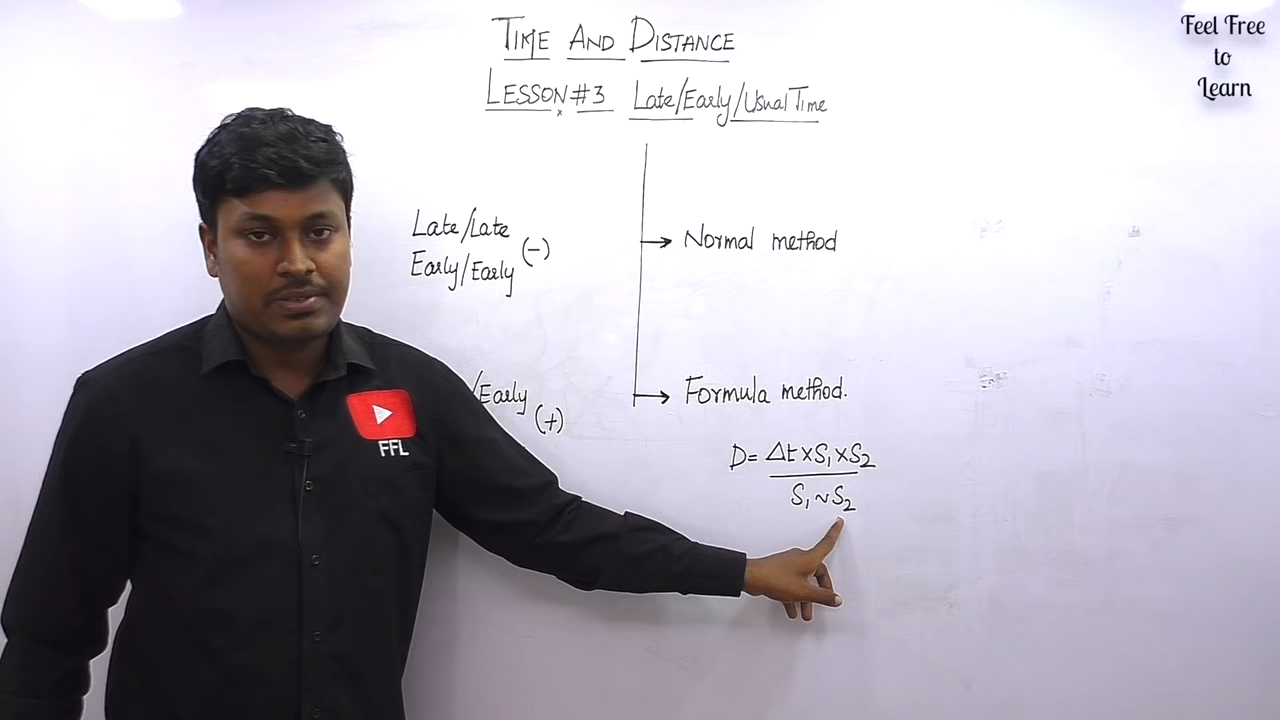 TIME AND DISTANCE
LESSON #3 Late/Early/Usual Time
Feel Free
to
Learn
Late/Late
Early/Early (-)
→ Normal method
/Early (+)
→ Formula method.
D = Δt × S₁ × S₂
S₁ ~ S₂
FFL